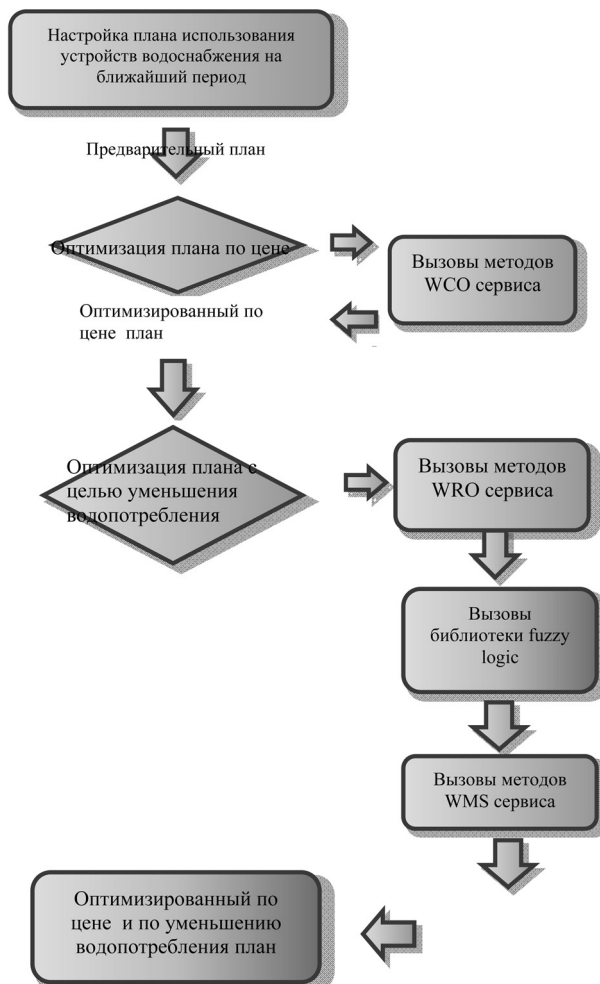 Настройка плана использования
устройств водоснабжения на
ближайший период
Предварительный план
Оптимизация плана по цене
Вызовы методов
WCO сервиса
Оптимизированный по
цене план
Оптимизация плана с
целью уменьшения
водопотребления
Вызовы методов
WRO сервиса
Вызовы
библиотеки fuzzy
logic
Вызовы методов
WMS сервиса
Оптимизированный по
цене и по уменьшению
водопотребления план